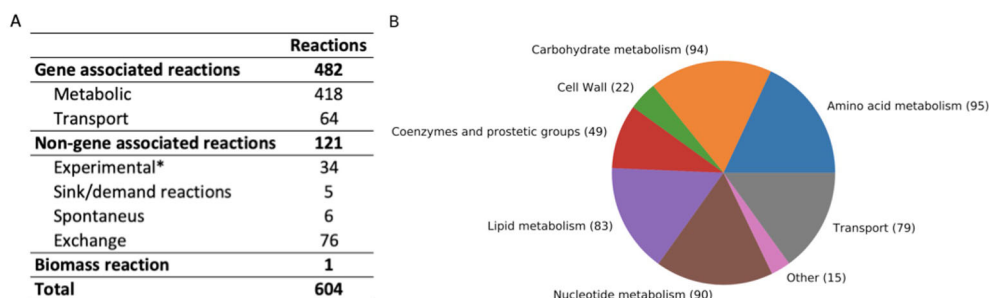 A
Reactions
Gene associated reactions 482
Metabolic 418
Transport 64
Non-gene associated reactions 121
Experimental* 34
Sink/demand reactions 5
Spontaneus 6
Exchange 76
Biomass reaction 1
Total 604
B
Carbohydrate metabolism (94)
Cell Wall (22)
Amino acid metabolism (95)
Coenzymes and prostetic groups (49)
Lipid metabolism (83)
Transport (79)
Other (15)
Nucleotide metabolism (90)